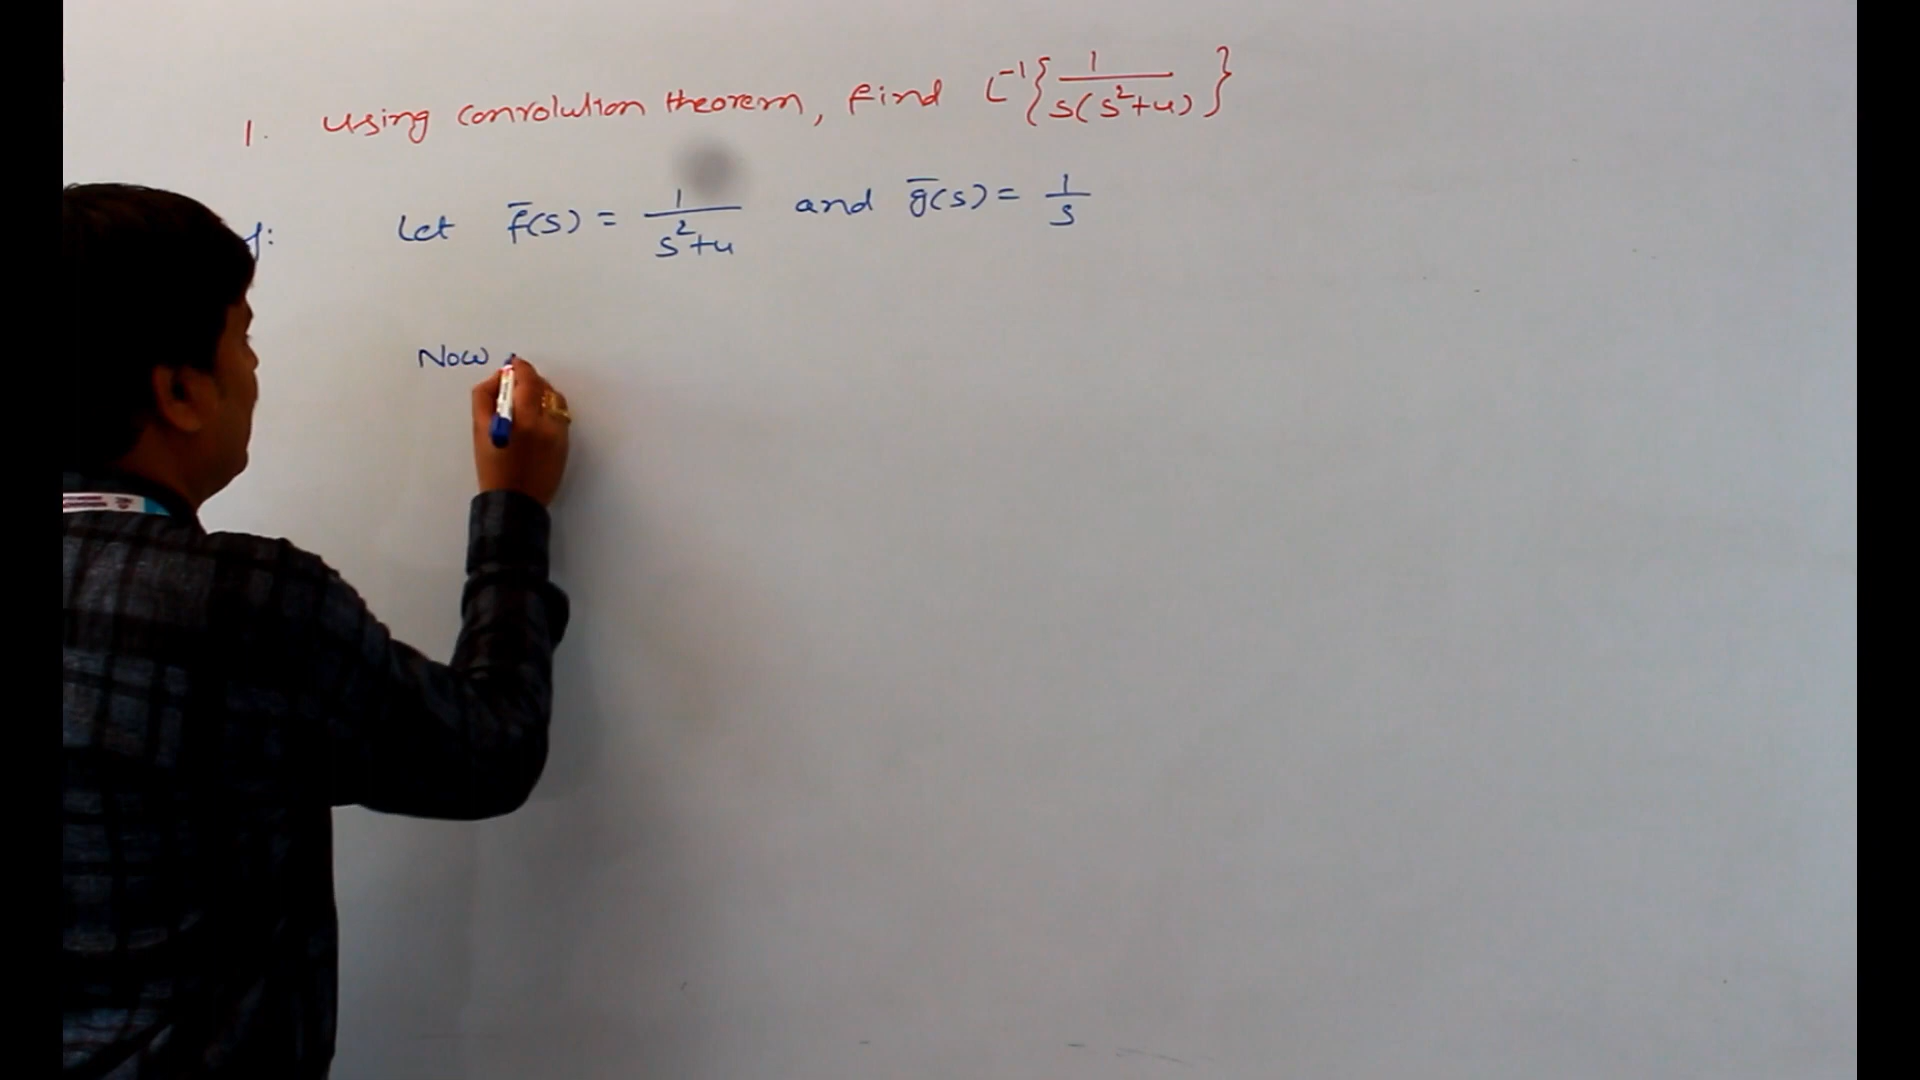 1. Using convolution theorem, find L⁻¹{1/(s(s²+4))}
Let f̄(s) = 1/(s²+4) and ḡ(s) = 1/s
Now